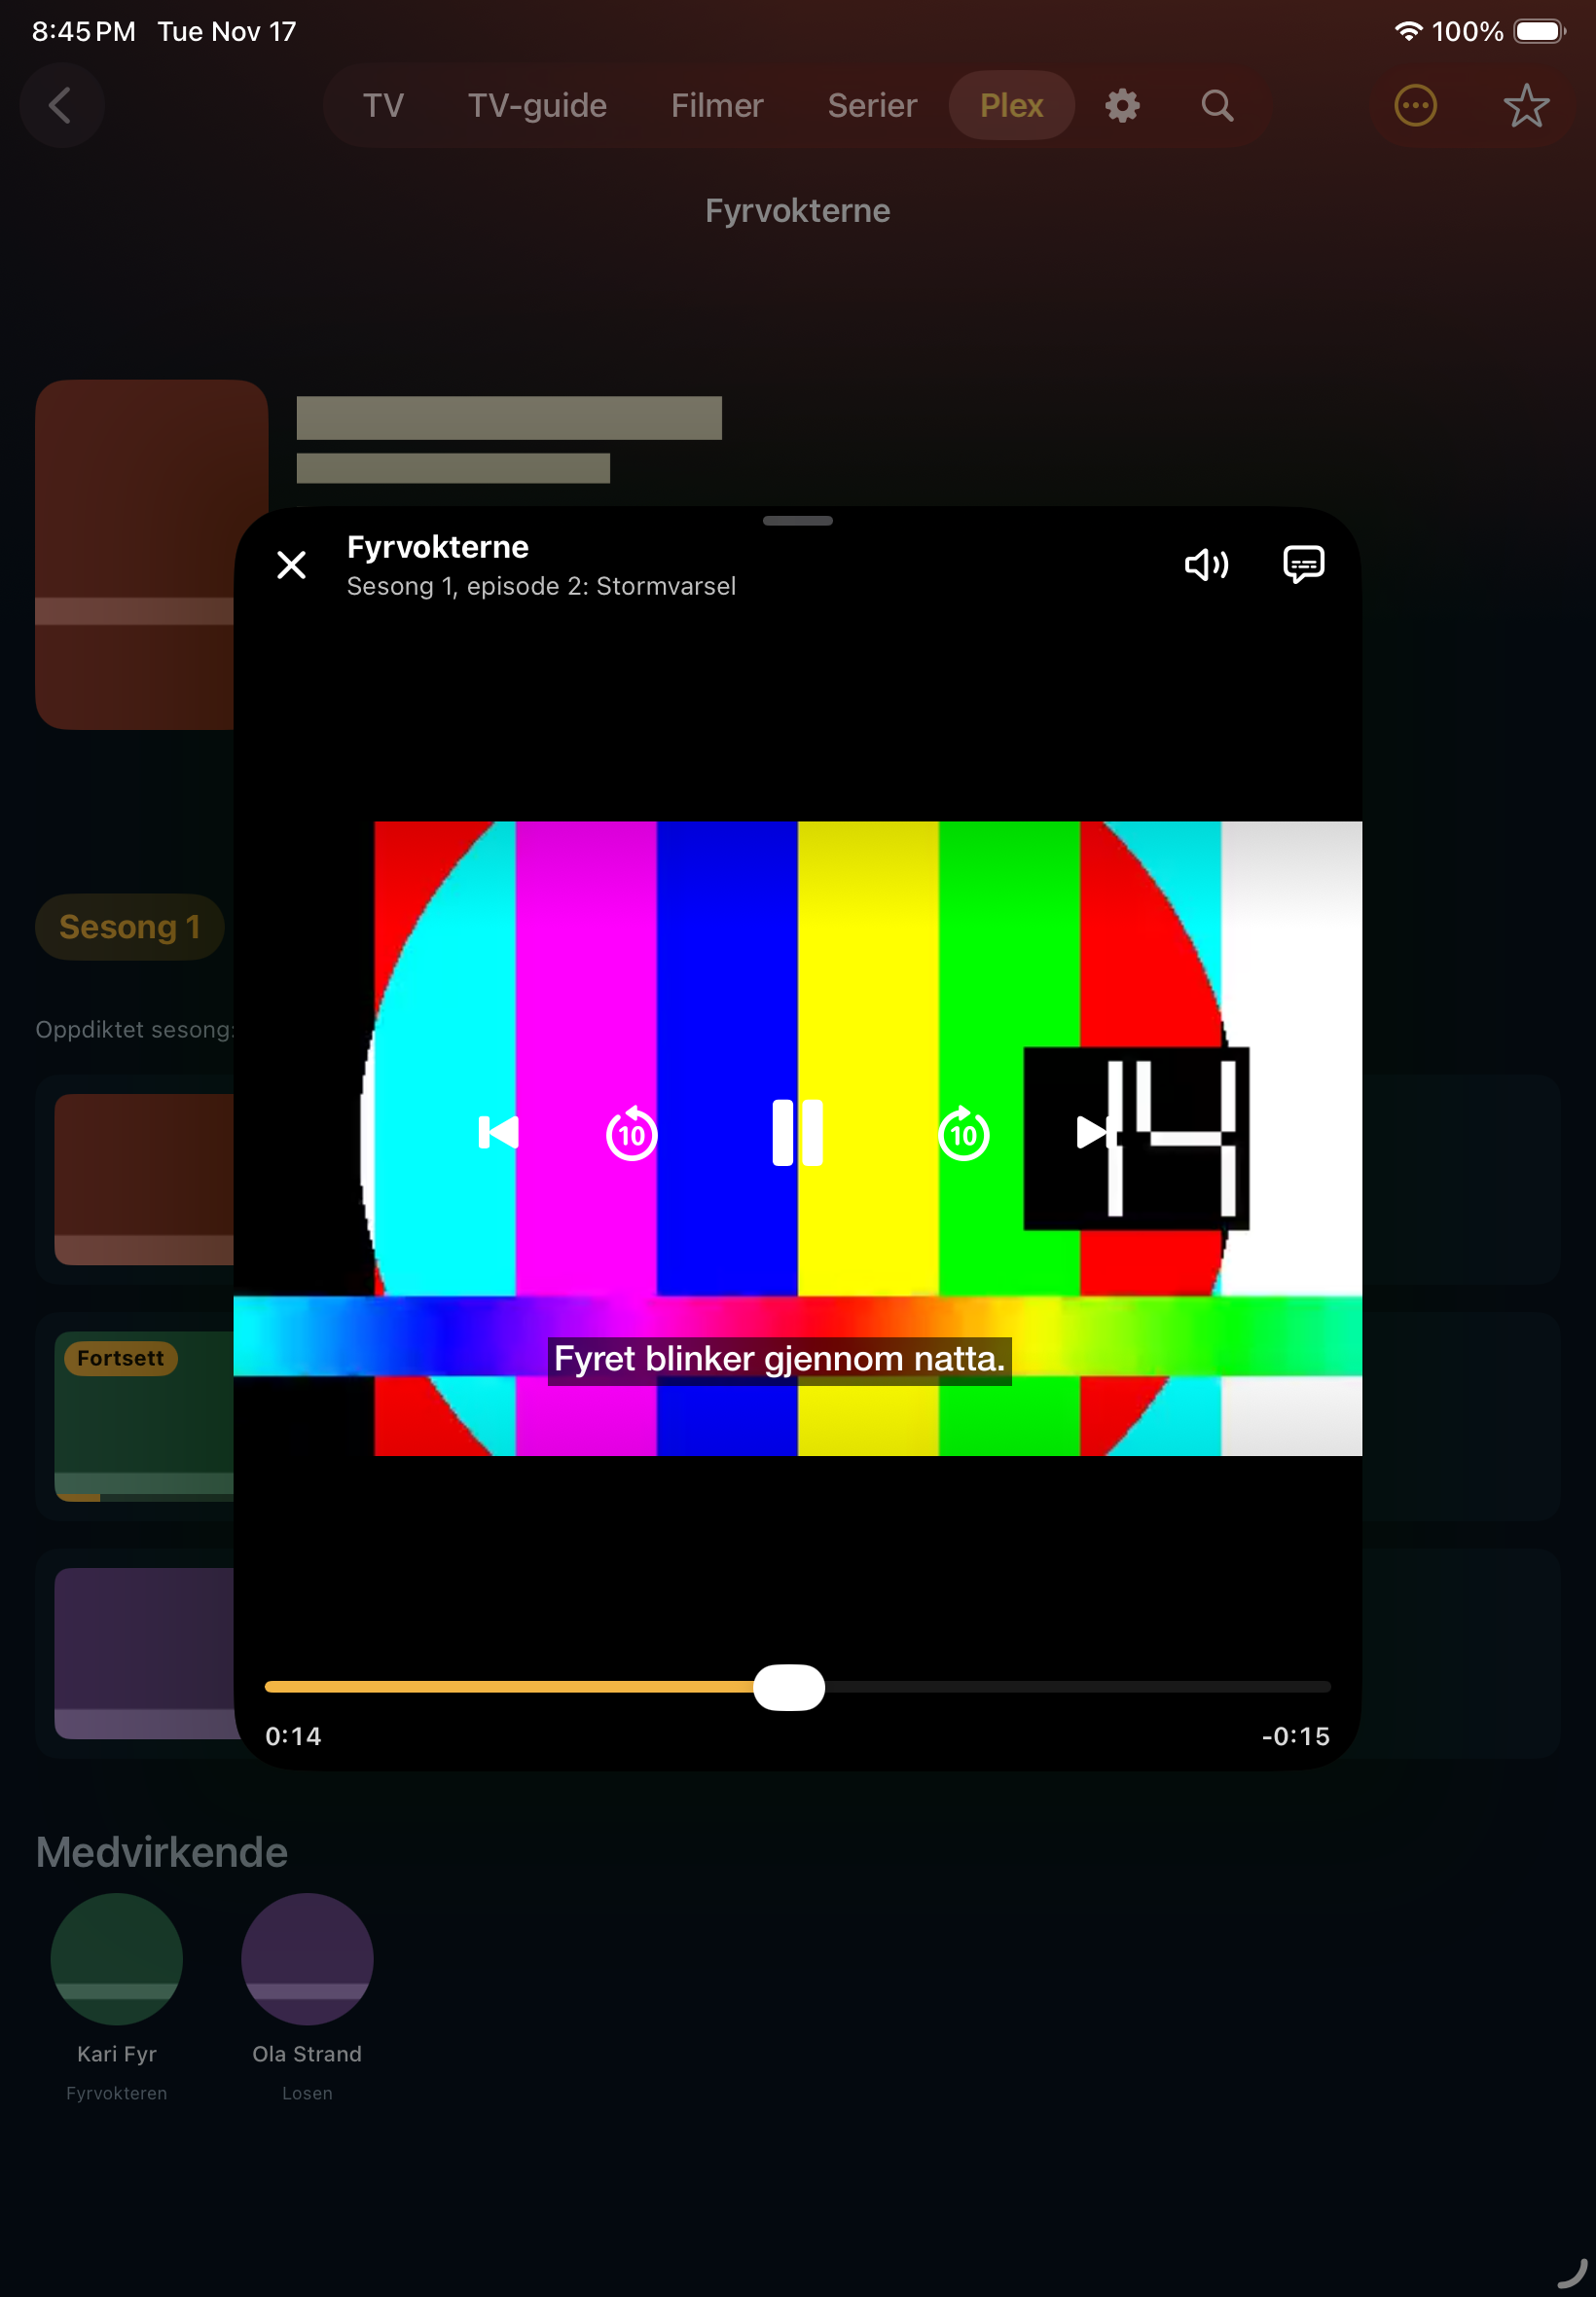 8:45 PM Tue Nov 17
100%
TV TV-guide Filmer Serier Plex
Fyrvokterne
Fyrvokterne
Sesong 1, episode 2: Stormvarsel
Sesong 1
Oppdiktet sesong:
10 10
14
Fortsett
Fyret blinker gjennom natta.
0:14 -0:15
Medvirkende
Kari Fyr Ola Strand
Fyrvokteren Losen